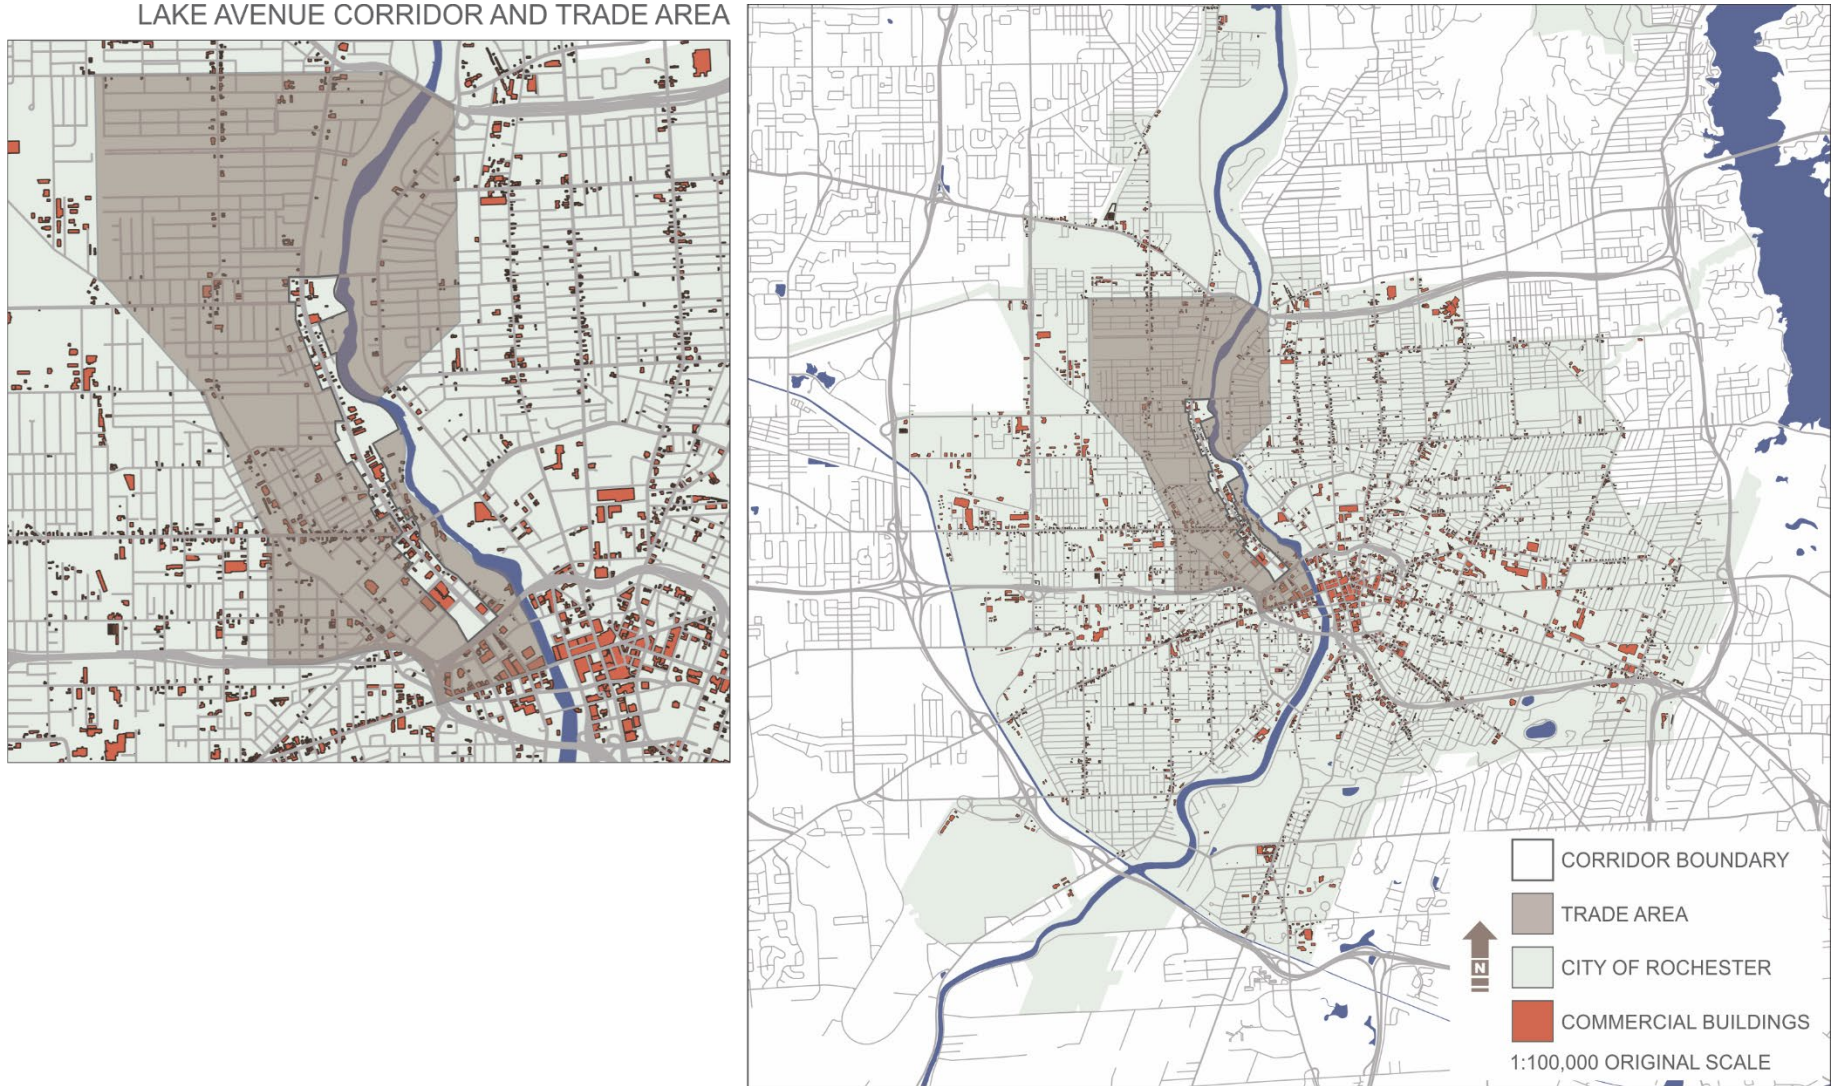 LAKE AVENUE CORRIDOR AND TRADE AREA
CORRIDOR BOUNDARY
TRADE AREA
N
CITY OF ROCHESTER
COMMERCIAL BUILDINGS
1:100,000 ORIGINAL SCALE